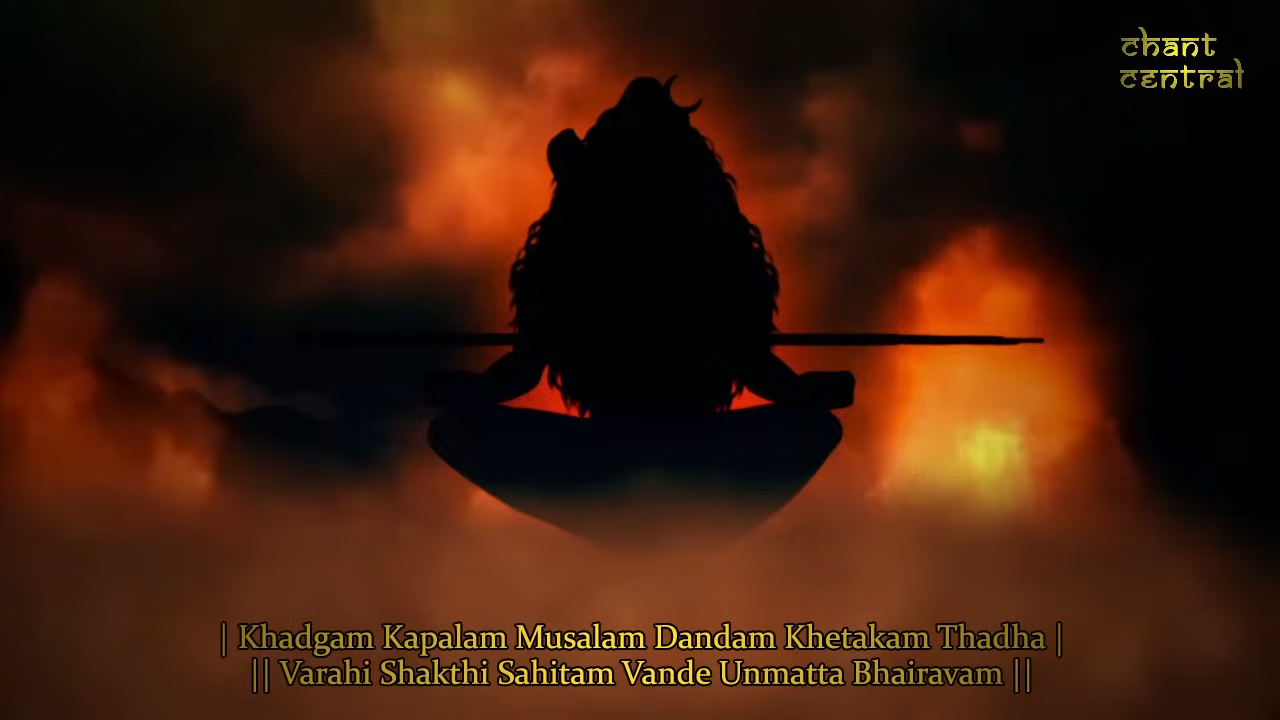 chant
central
| Khadgam Kapalam Musalam Dandam Khetakam Thadha |
|| Varahi Shakthi Sahitam Vande Unmatta Bhairavam ||